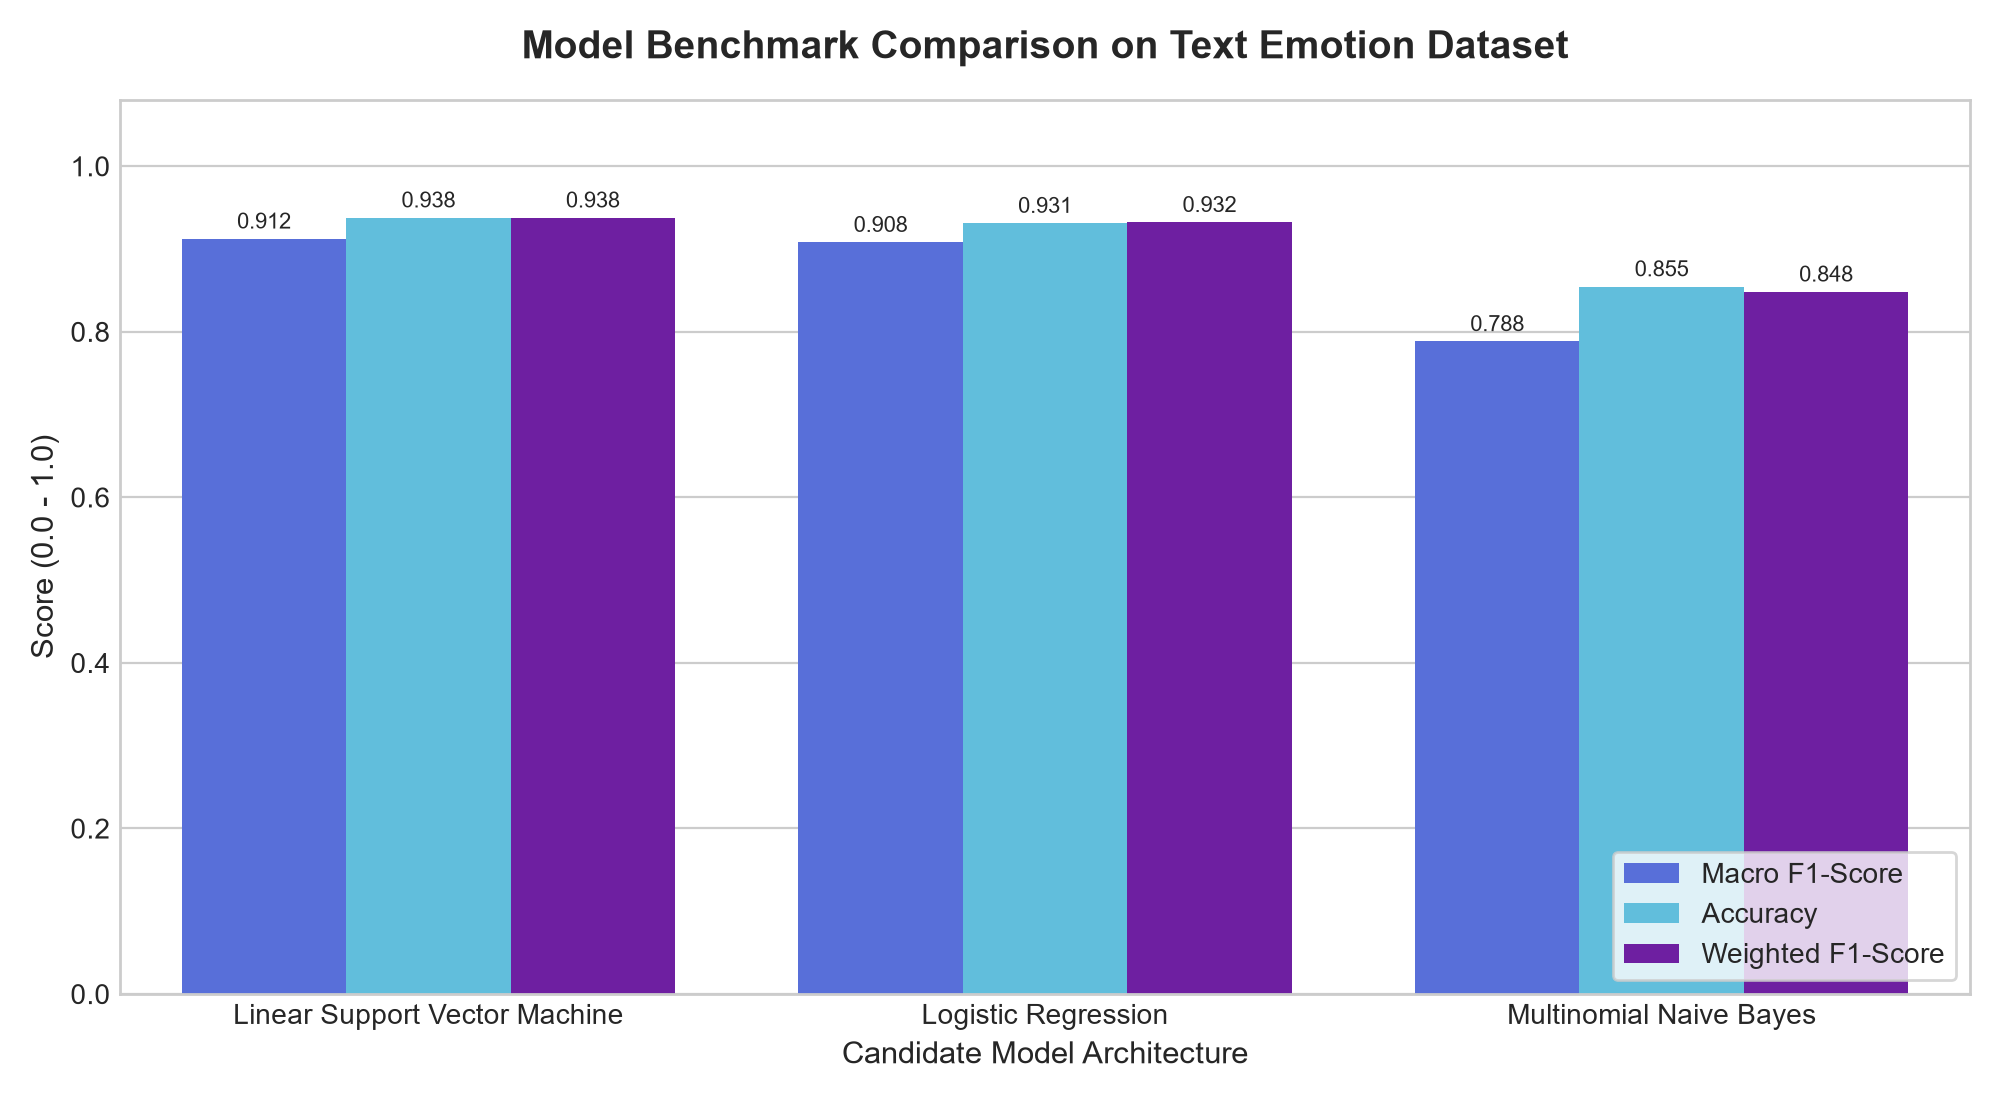 Model Benchmark Comparison on Text Emotion Dataset
1.0
0.8
0.6
0.4
0.2
0.0
Score (0.0 - 1.0)
0.912
0.938
0.938
0.908
0.931
0.932
0.788
0.855
0.848
Macro F1-Score
Accuracy
Weighted F1-Score
Linear Support Vector Machine
Logistic Regression
Multinomial Naive Bayes
Candidate Model Architecture